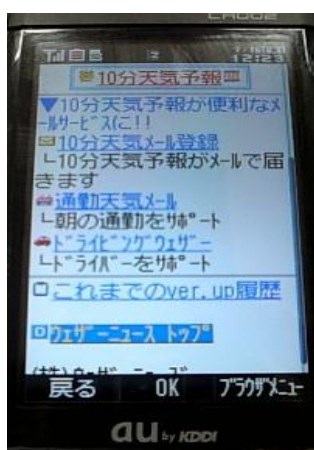 12:23
10分天気予報
▼10分天気予報が便利なメ
ールサービスに!!
10分天気メール登録
└10分天気予報がメールで届
きます
通勤天気メール
└朝の通勤をサポート
ドライビングウェザー
└ドライバーをサポート
これまでのver.up履歴
ウェザーニュース トップ
戻る OK ブラウザメニュー
au by KDDI